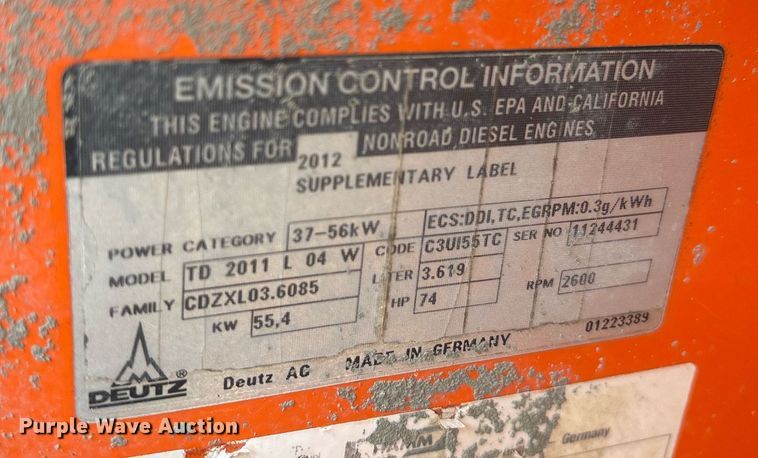 EMISSION CONTROL INFORMATION
THIS ENGINE COMPLIES WITH U.S. EPA AND CALIFORNIA
REGULATIONS FOR 2012 NONROAD DIESEL ENGINES
SUPPLEMENTARY LABEL
ECS:DDI,TC,EGRPM:0.3g/kWh
POWER CATEGORY 37-56kW CODE C3UI55TC SER NO 11244431
MODEL TD 2011 L 04 W LITER 3.619 RPM 2600
FAMILY CDZXL03.6085 HP 74
KW 55,4
01223389
DEUTZ ® Deutz AG MADE IN GERMANY
Purple Wave Auction
HAMM Germany